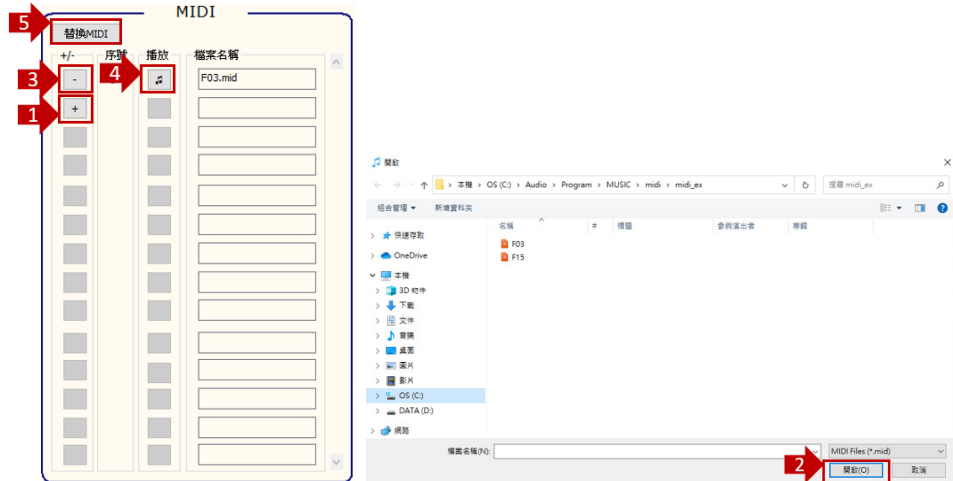 MIDI
5
替換MIDI
+/- 序號 播放 檔案名稱
3 - 4 F03.mid
1 +
開啟
本機 › OS (C:) › Audio › Program › MUSIC › midi › midi_ex
搜尋 midi_ex
組合管理 新增資料夾
名稱 # 標題 參與演出者 專輯
快速存取
F03
OneDrive
F15
本機
3D 物件
下載
文件
音樂
桌面
圖片
影片
OS (C:)
DATA (D:)
網路
檔案名稱(N):
MIDI Files (*.mid)
2 開啟(O) 取消